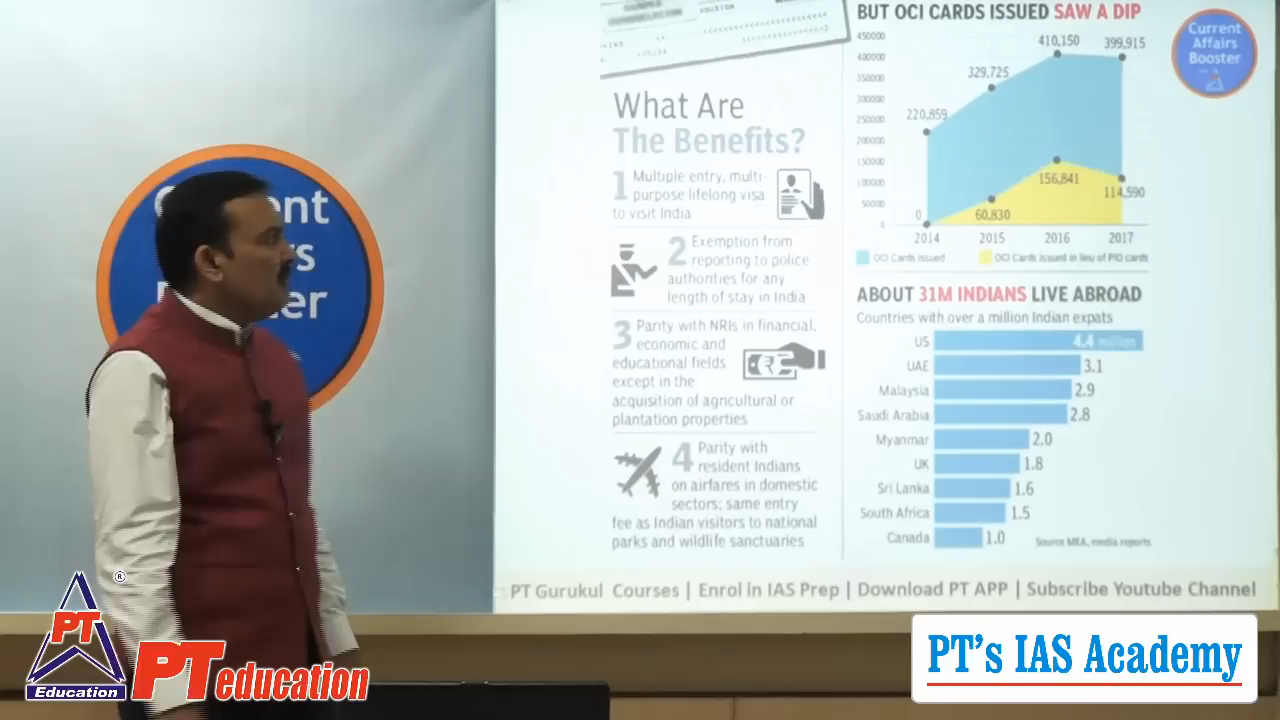 HOUSTON
What Are
The Benefits?
1 Multiple entry, multi-
purpose lifelong visa
to visit India
2 Exemption from
reporting to police
authorities for any
length of stay in India
3 Parity with NRIs in financial,
economic and
educational fields
except in the
acquisition of agricultural or
plantation properties
4 Parity with
resident Indians
on airfares in domestic
sectors; same entry
fee as Indian visitors to national
parks and wildlife sanctuaries
BUT OCI CARDS ISSUED SAW A DIP
450000
400000
350000
300000
250000
200000
150000
100000
50000
0
220,859
329,725
410,150
399,915
0
60,830
156,841
114,590
2014 2015 2016 2017
OCI Cards issued OCI Cards issued in lieu of PIO cards
ABOUT 31M INDIANS LIVE ABROAD
Countries with over a million Indian expats
US 4.4 million
UAE 3.1
Malaysia 2.9
Saudi Arabia 2.8
Myanmar 2.0
UK 1.8
Sri Lanka 1.6
South Africa 1.5
Canada 1.0
Source: MEA, media reports
Current
Affairs
Booster
PT Gurukul Courses | Enrol in IAS Prep | Download PT APP | Subscribe Youtube Channel
PT
Education
®
PT education
PT's IAS Academy